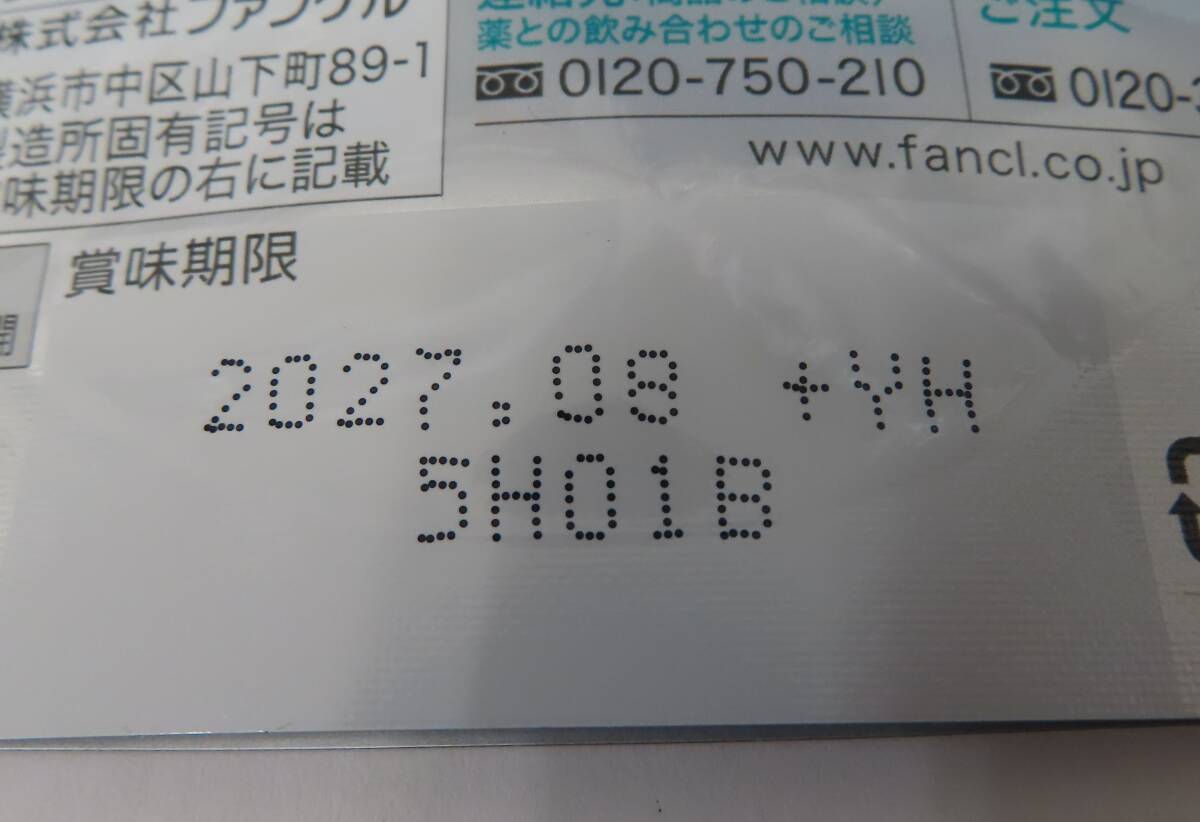 株式会社ファンケル
横浜市中区山下町89-1
製造所固有記号は
賞味期限の右に記載
薬との飲み合わせのご相談
0120-750-210
ご注文
0120-
www.fancl.co.jp
賞味期限
2027.08 +YH
5H01B